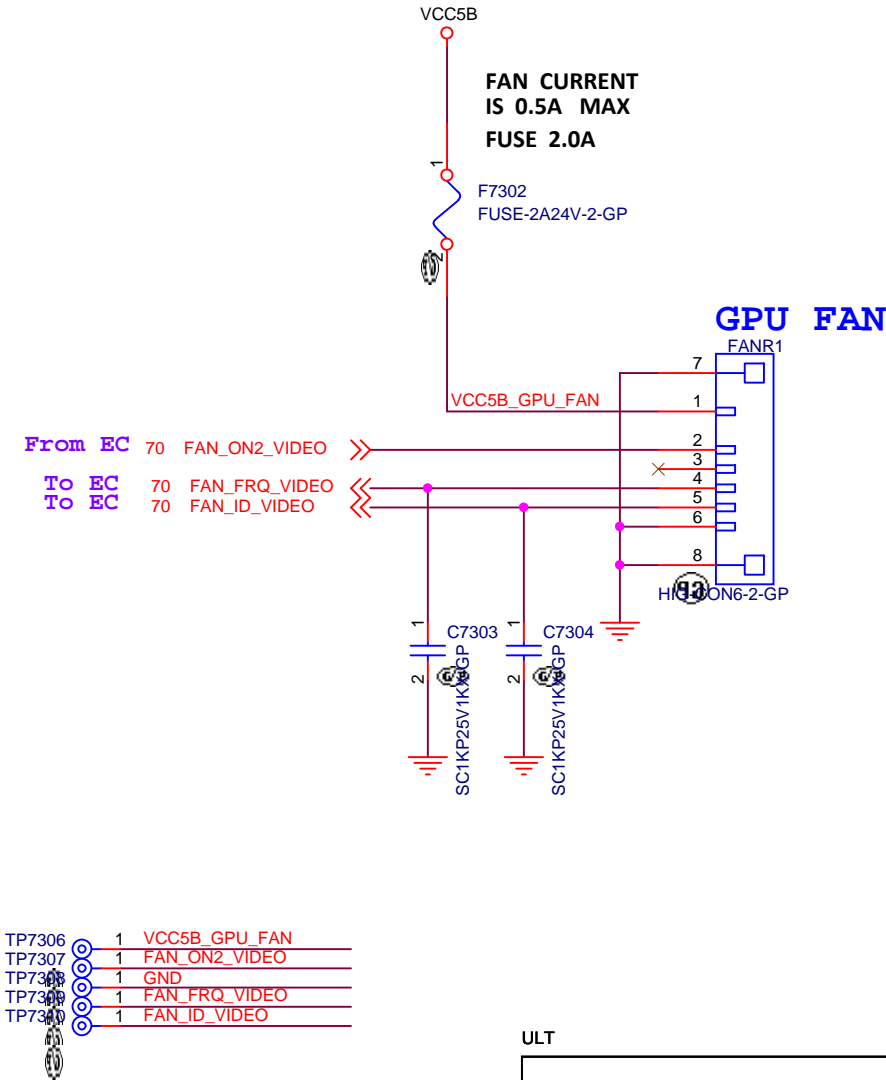 VCC5B
FAN CURRENT
IS 0.5A MAX
FUSE 2.0A
1
F7302
FUSE-2A24V-2-GP
2
GPU FAN
FANR1
7
VCC5B_GPU_FAN 1
From EC 70 FAN_ON2_VIDEO 2
3
To EC 70 FAN_FRQ_VIDEO 4
To EC 70 FAN_ID_VIDEO 5
6
8
1 C7303 1 C7304
2 2
SC1KP25V1KX-GP SC1KP25V1KX-GP
TP7306 1 VCC5B_GPU_FAN
TP7307 1 FAN_ON2_VIDEO
TP7308 1 GND
TP7309 1 FAN_FRQ_VIDEO
TP7310 1 FAN_ID_VIDEO
ULT